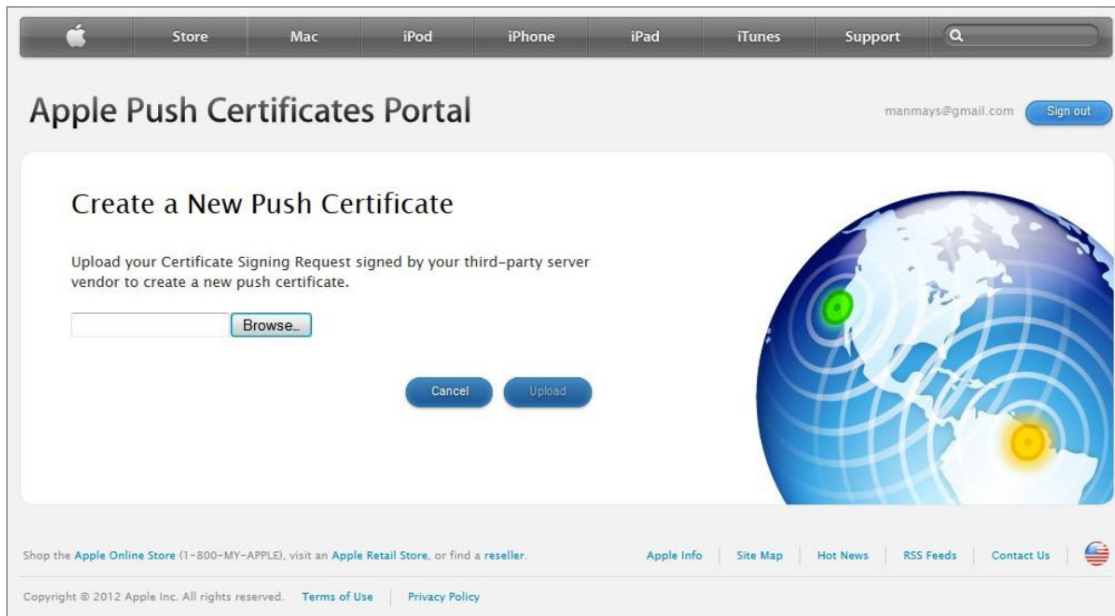 Store Mac iPod iPhone iPad iTunes Support
Apple Push Certificates Portal
manmays@gmail.com Sign out
Create a New Push Certificate
Upload your Certificate Signing Request signed by your third-party server
vendor to create a new push certificate.
Browse...
Cancel Upload
Shop the Apple Online Store (1-800-MY-APPLE), visit an Apple Retail Store, or find a reseller.
Apple Info Site Map Hot News RSS Feeds Contact Us
Copyright © 2012 Apple Inc. All rights reserved. Terms of Use Privacy Policy